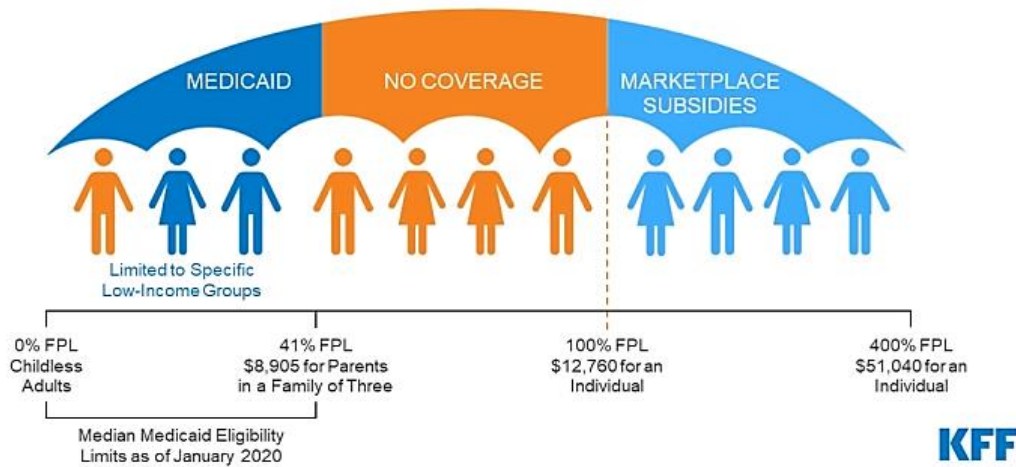 MEDICAID
NO COVERAGE
MARKETPLACE
SUBSIDIES
Limited to Specific
Low-Income Groups
0% FPL
Childless
Adults
41% FPL
$8,905 for Parents
in a Family of Three
100% FPL
$12,760 for an
Individual
400% FPL
$51,040 for an
Individual
Median Medicaid Eligibility
Limits as of January 2020
KFF